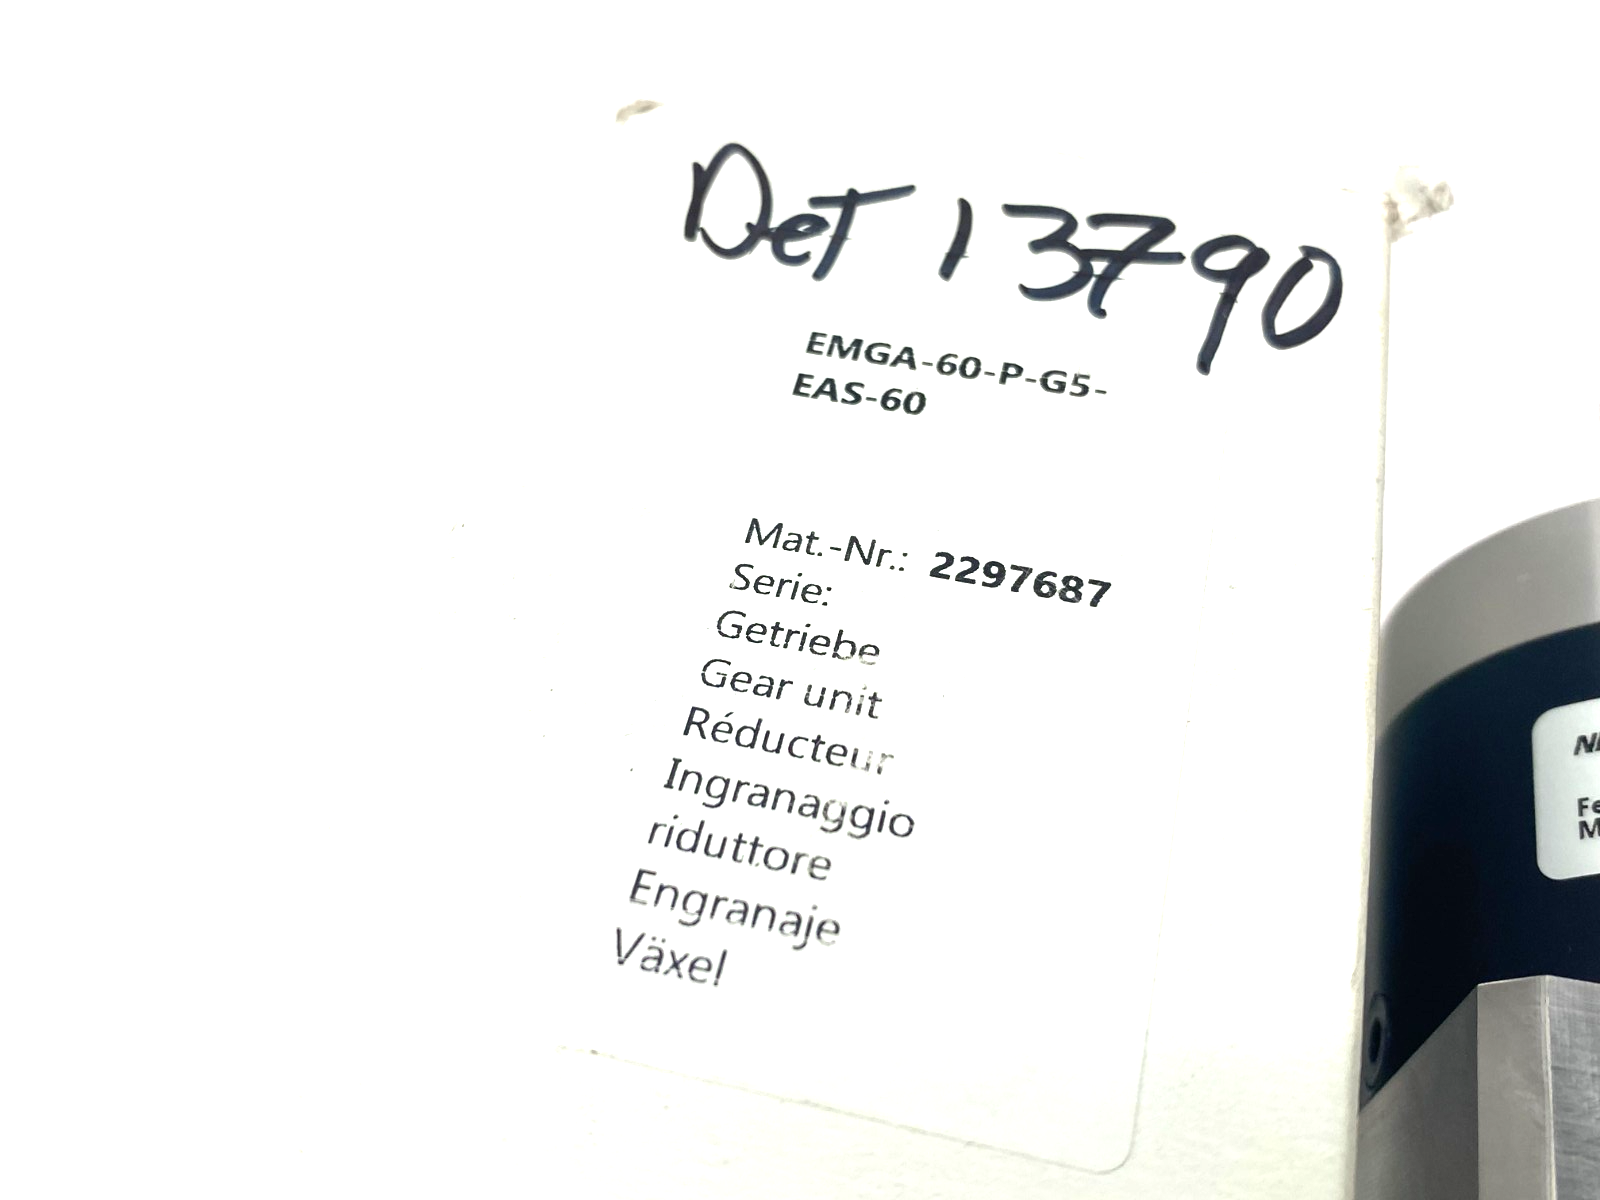 DeT 13790
EMGA-60-P-G5-
EAS-60
Mat.-Nr.: 2297687
Serie:
Getriebe
Gear unit
Réducteur
Ingranaggio
riduttore
Engranaje
Växel